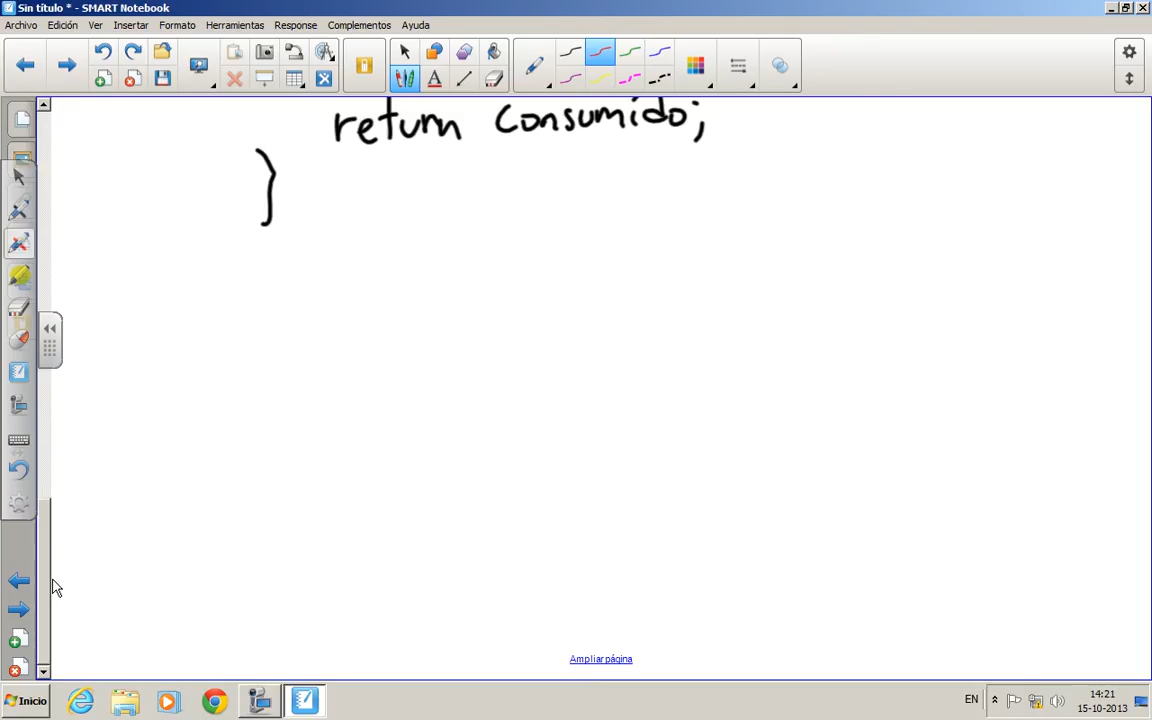 Sin título * - SMART Notebook
Archivo Edición Ver Insertar Formato Herramientas Response Complementos Ayuda
return consumido;
}
Ampliar página
Inicio
EN
14:21
15-10-2013